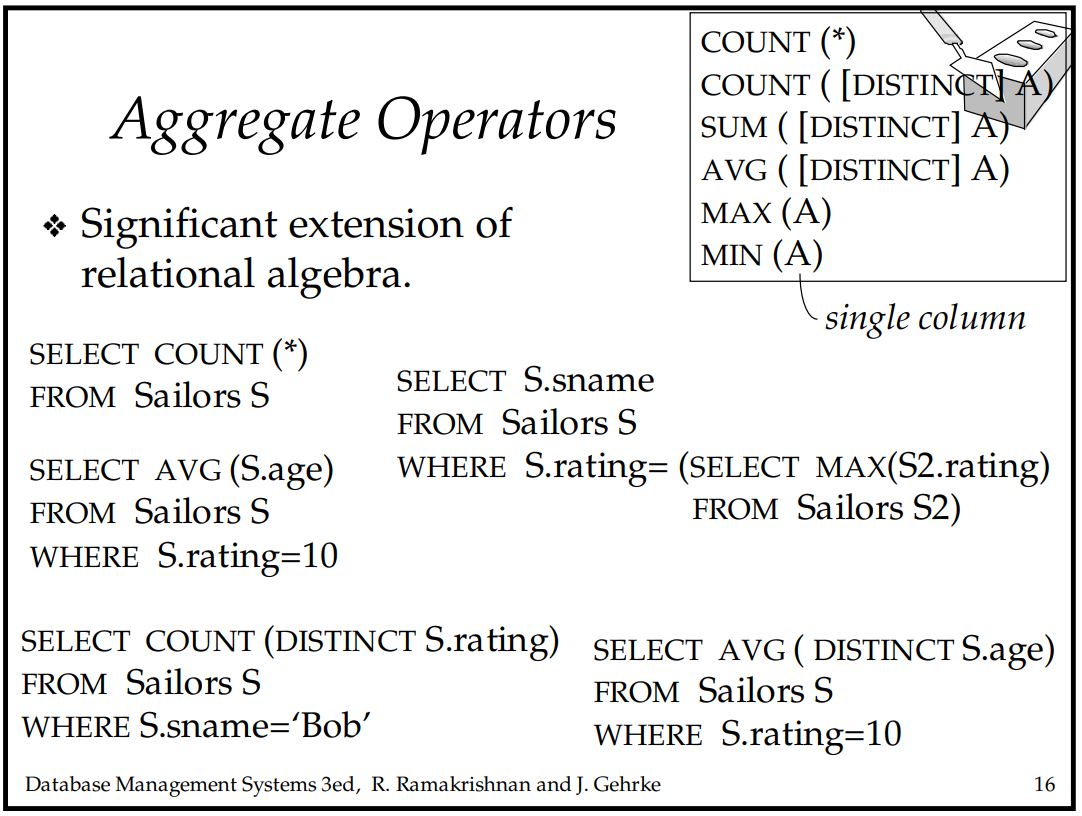 Aggregate Operators
COUNT (*)
COUNT ( [DISTINCT] A)
SUM ( [DISTINCT] A)
AVG ( [DISTINCT] A)
MAX (A)
MIN (A)
single column
❖ Significant extension of
relational algebra.
SELECT COUNT (*)
FROM Sailors S
SELECT AVG (S.age)
FROM Sailors S
WHERE S.rating=10
SELECT S.sname
FROM Sailors S
WHERE S.rating= (SELECT MAX(S2.rating)
FROM Sailors S2)
SELECT COUNT (DISTINCT S.rating)
FROM Sailors S
WHERE S.sname=‘Bob’
SELECT AVG ( DISTINCT S.age)
FROM Sailors S
WHERE S.rating=10
Database Management Systems 3ed, R. Ramakrishnan and J. Gehrke
16